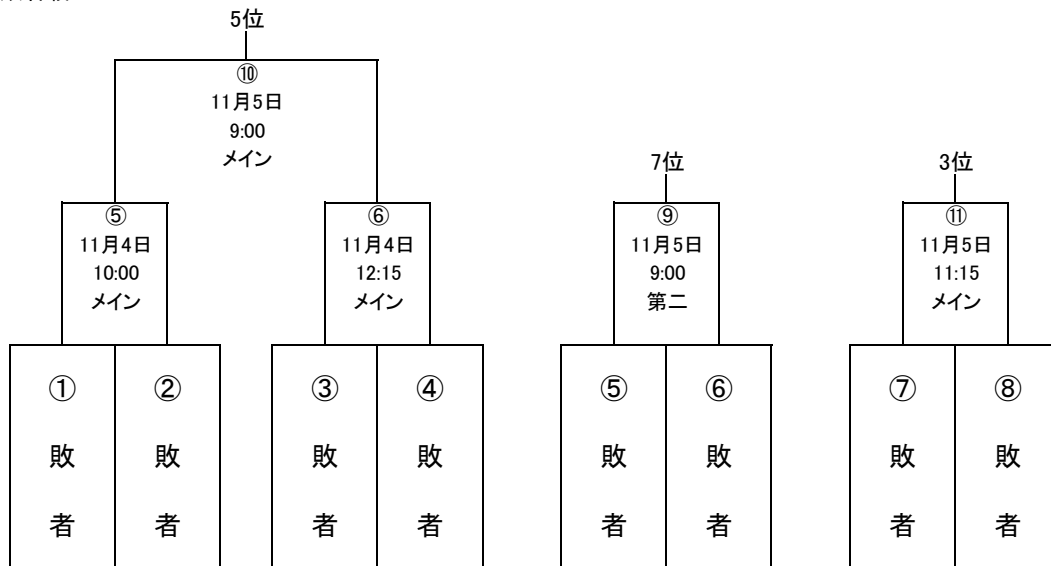 5位
⑩
11月5日
9:00
メイン
7位
3位
⑤
11月4日
10:00
メイン
⑥
11月4日
12:15
メイン
⑨
11月5日
9:00
第二
⑪
11月5日
11:15
メイン
①敗者
②敗者
③敗者
④敗者
⑤敗者
⑥敗者
⑦敗者
⑧敗者